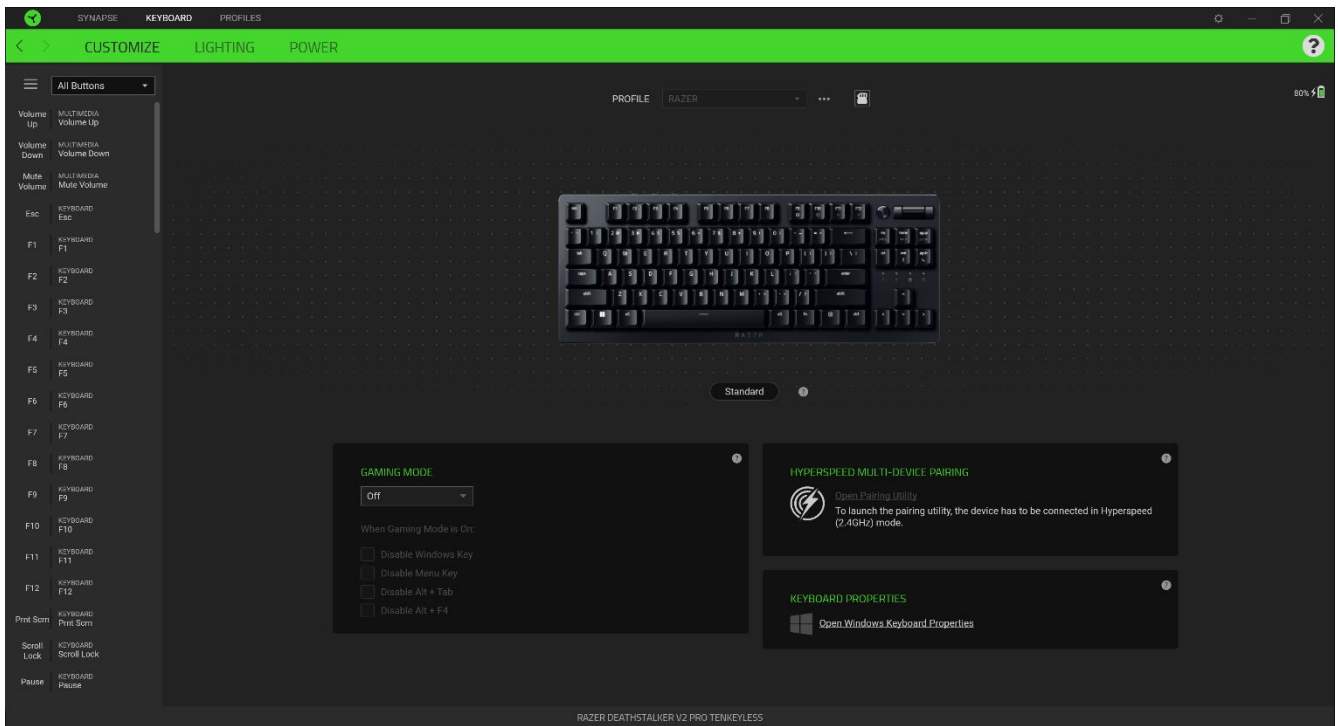 SYNAPSE KEYBOARD PROFILES
CUSTOMIZE LIGHTING POWER
?
All Buttons
PROFILE RAZER •••
80%
Volume Up MULTIMEDIA
Volume Up
Volume Down MULTIMEDIA
Volume Down
Mute Volume MULTIMEDIA
Mute Volume
Esc KEYBOARD
Esc
F1 KEYBOARD
F1
F2 KEYBOARD
F2
F3 KEYBOARD
F3
F4 KEYBOARD
F4
F5 KEYBOARD
F5
F6 KEYBOARD
F6
F7 KEYBOARD
F7
F8 KEYBOARD
F8
F9 KEYBOARD
F9
F10 KEYBOARD
F10
F11 KEYBOARD
F11
F12 KEYBOARD
F12
Prnt Scrn KEYBOARD
Prnt Scrn
Scroll Lock KEYBOARD
Scroll Lock
Pause KEYBOARD
Pause
RAZER
Standard ?
GAMING MODE ?
Off
When Gaming Mode is On:
Disable Windows Key
Disable Menu Key
Disable Alt + Tab
Disable Alt + F4
HYPERSPEED MULTI-DEVICE PAIRING ?
Open Pairing Utility
To launch the pairing utility, the device has to be connected in Hyperspeed
(2.4GHz) mode.
KEYBOARD PROPERTIES ?
Open Windows Keyboard Properties
RAZER DEATHSTALKER V2 PRO TENKEYLESS